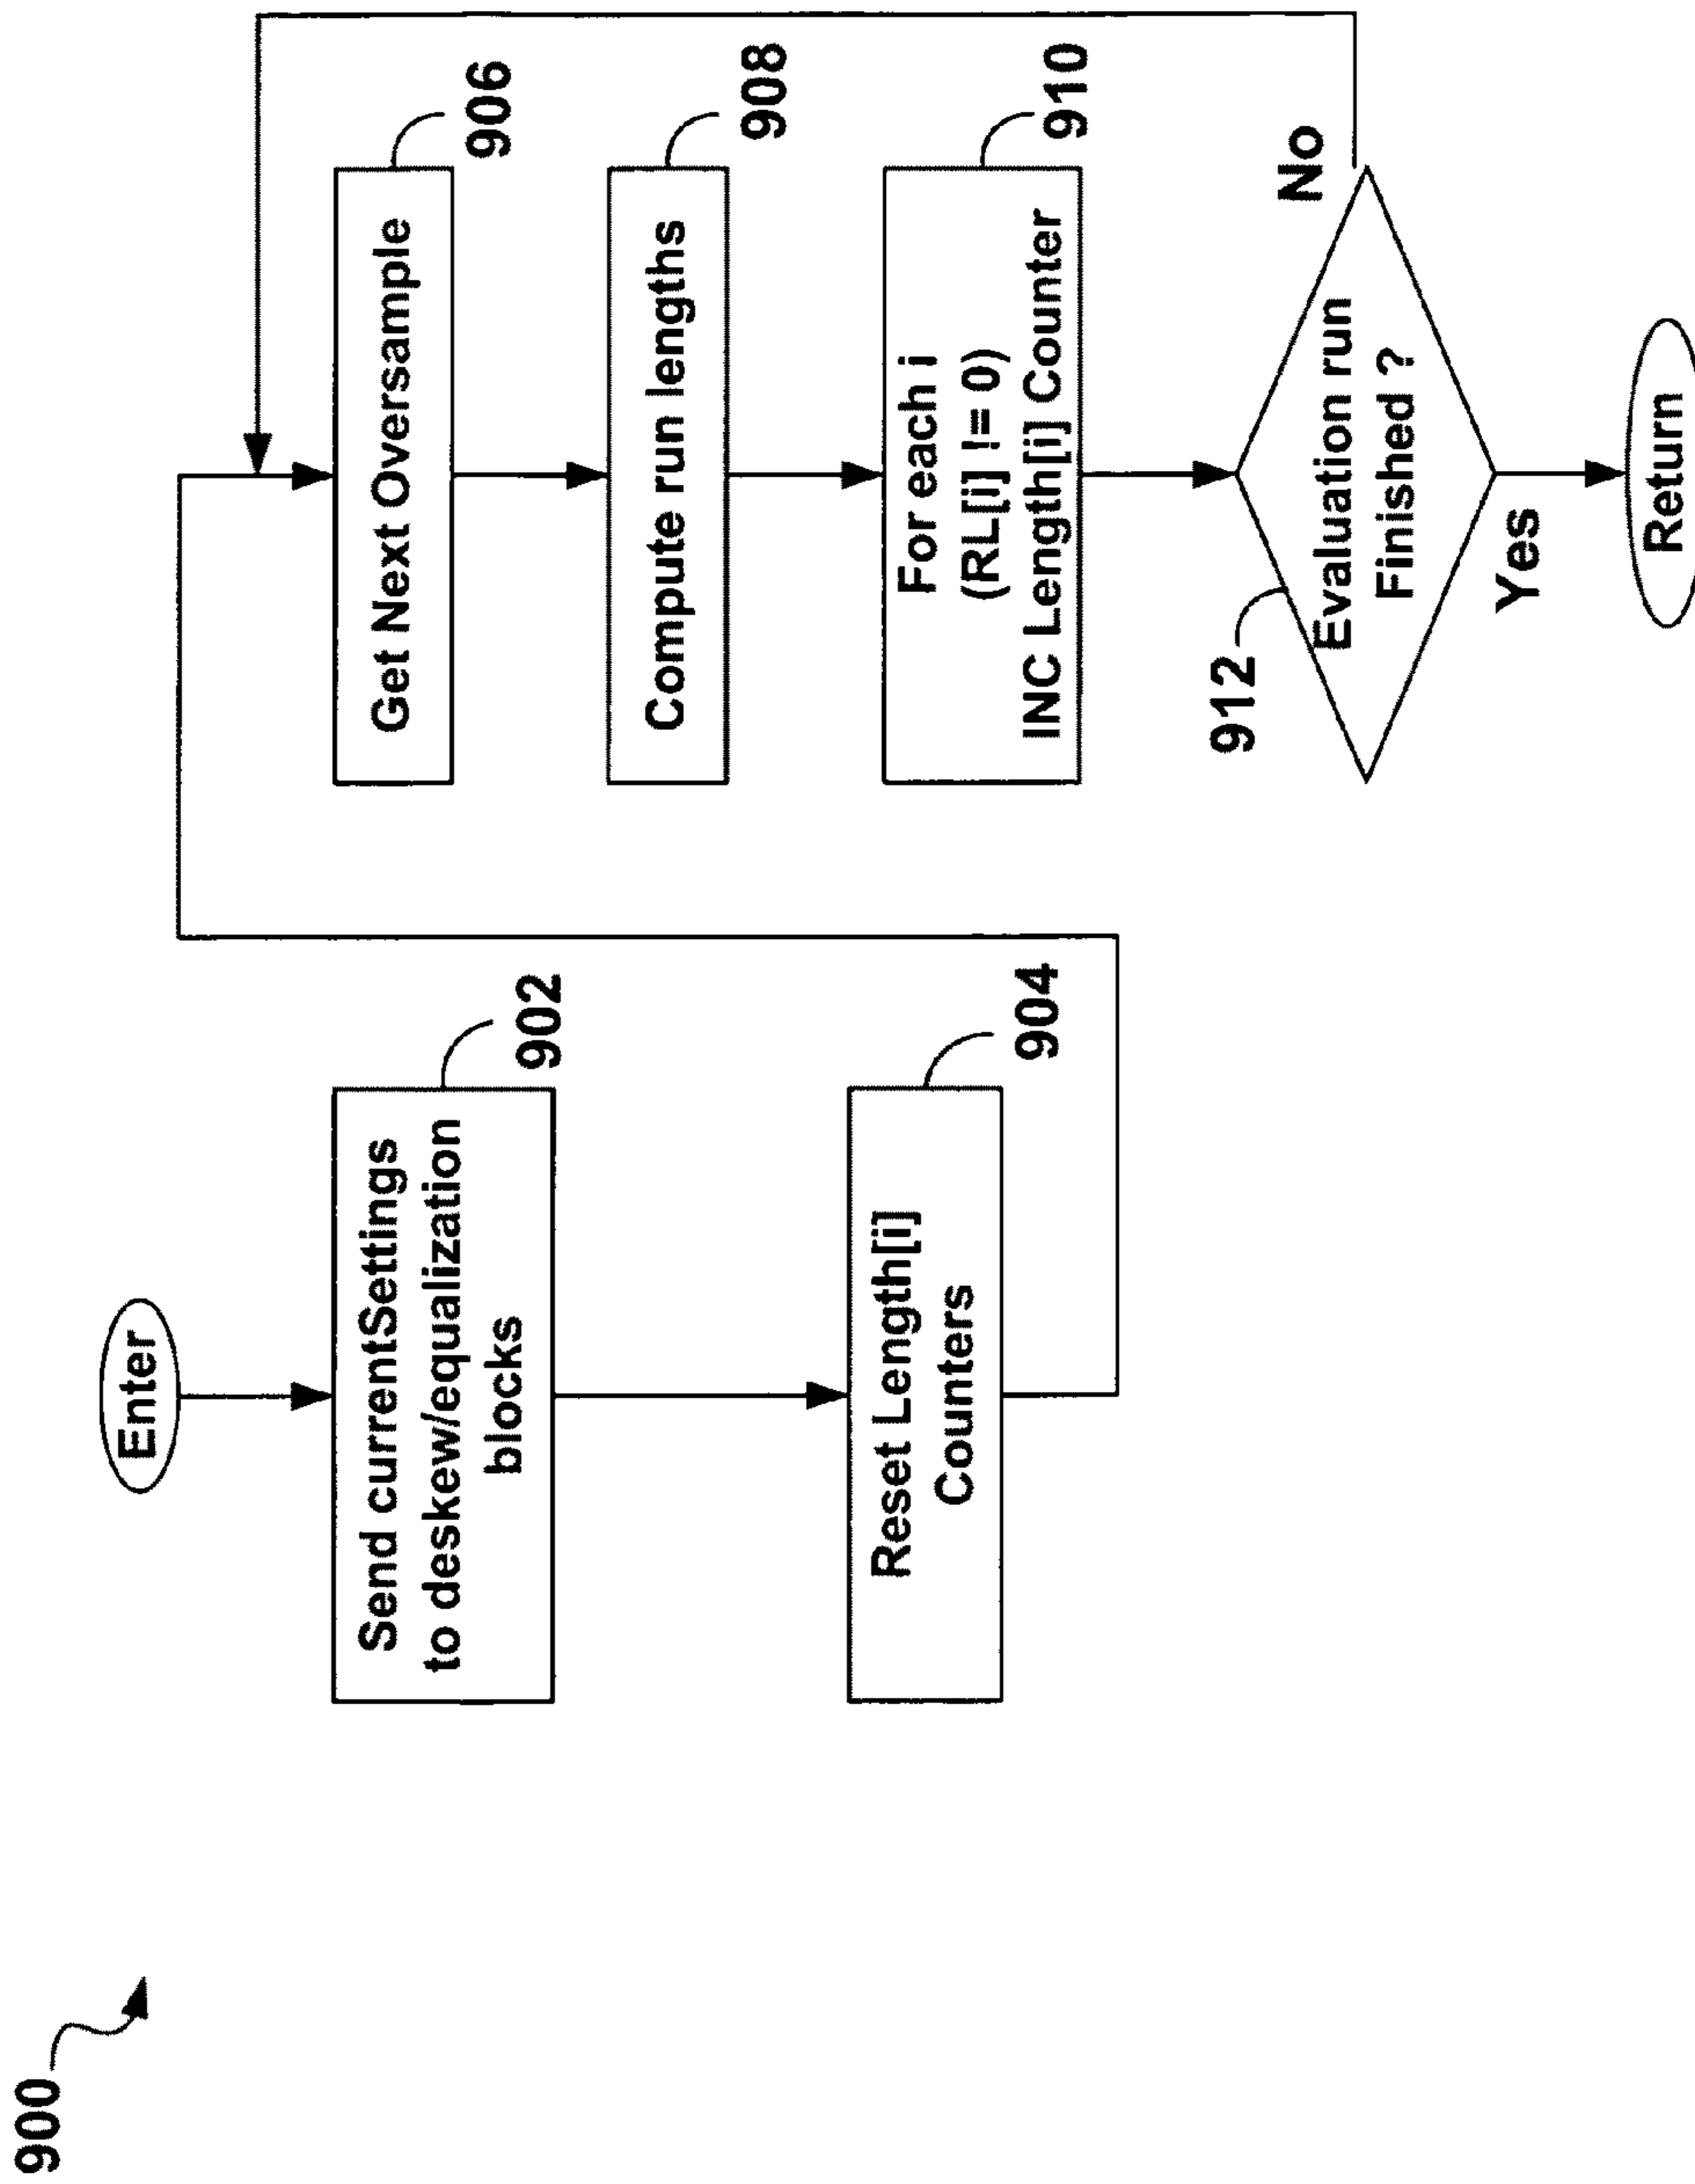 900
Enter
Send currentSettings
to deskew/equalization
blocks
902
Reset Length[i]
Counters
904
Get Next Oversample
906
Compute run lengths
908
For each i
(RL[i] != 0)
INC Length[i] Counter
910
912
Evaluation run
Finished ?
No
Yes
Return